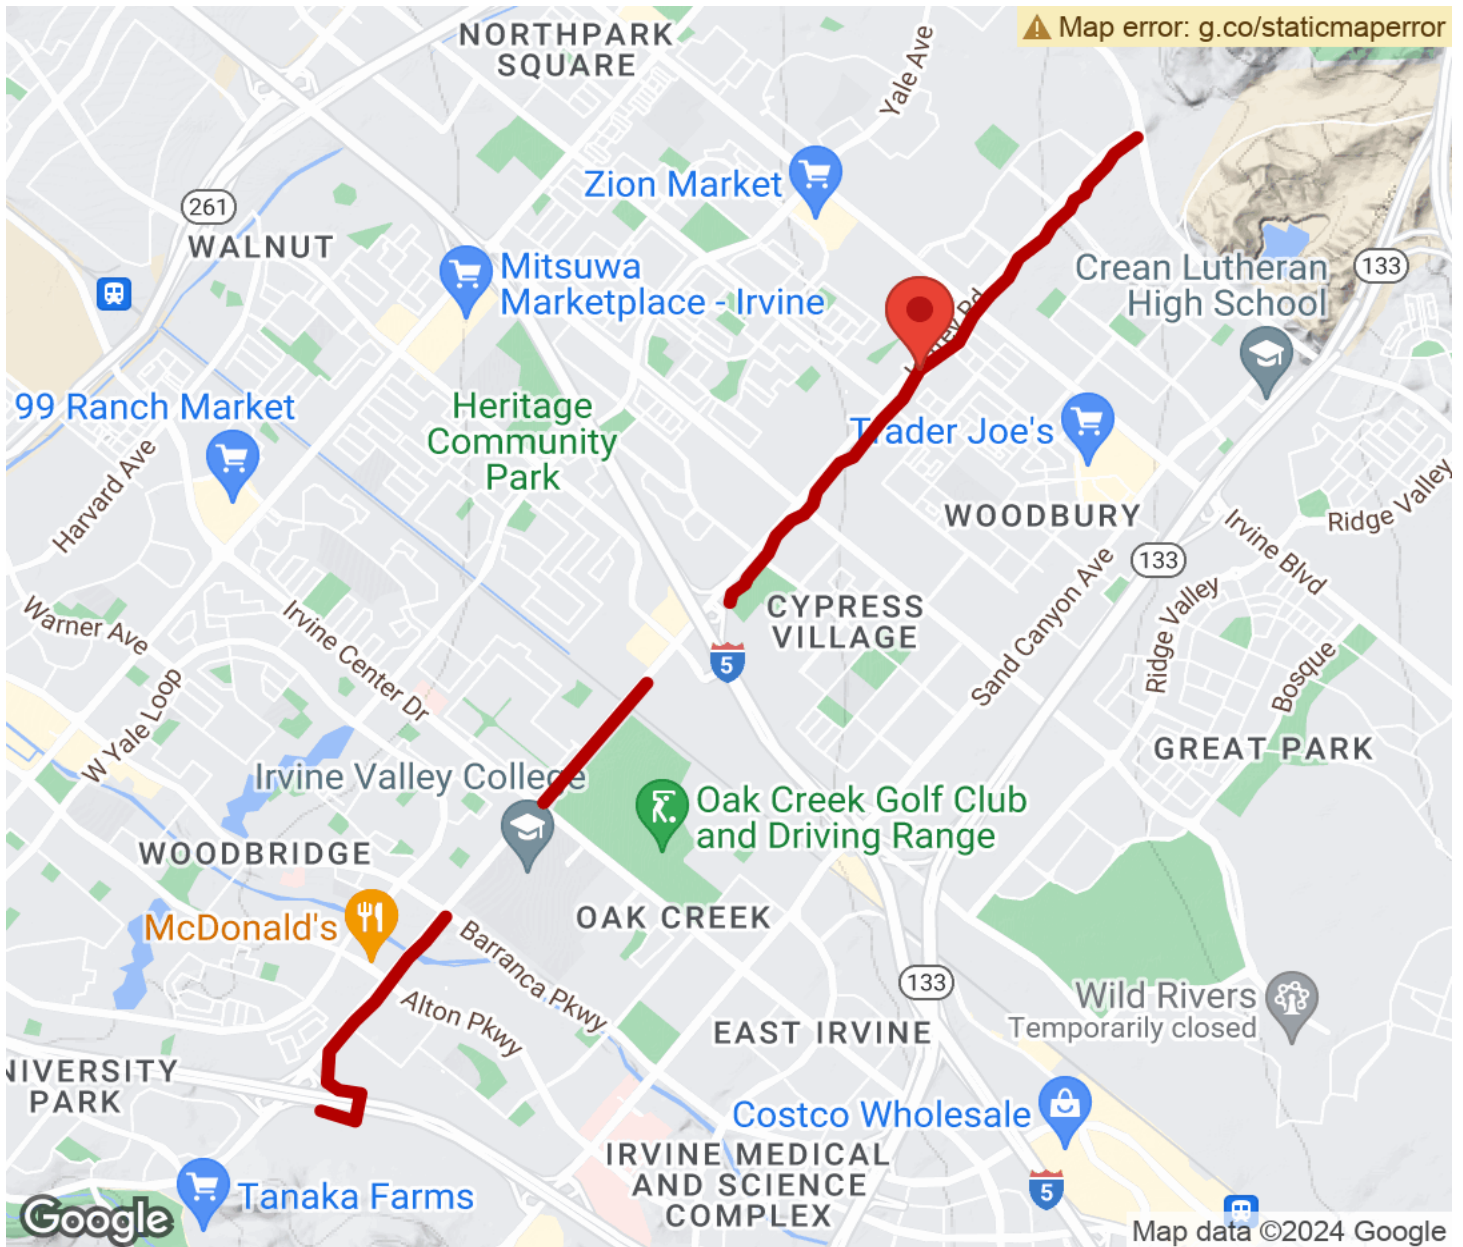 NORTHPARK
SQUARE
Map error: g.co/staticmaperror
Yale Ave
Zion Market
261
WALNUT
Mitsuwa
Marketplace - Irvine
Crean Lutheran
High School
133
99 Ranch Market
Heritage
Community
Park
Trader Joe's
Harvard Ave
WOODBURY
Ridge Valley
Irvine Blvd
133
Warner Ave
Irvine Center Dr
CYPRESS
VILLAGE
Sand Canyon Ave
Ridge Valley
5
Bosque
W Yale Loop
GREAT PARK
Irvine Valley College
Oak Creek Golf Club
and Driving Range
WOODBRIDGE
McDonald's
OAK CREEK
Barranca Pkwy
133
Alton Pkwy
Wild Rivers
Temporarily closed
EAST IRVINE
NIVERSITY
PARK
Costco Wholesale
IRVINE MEDICAL
AND SCIENCE
COMPLEX
5
Tanaka Farms
Google
Map data ©2024 Google